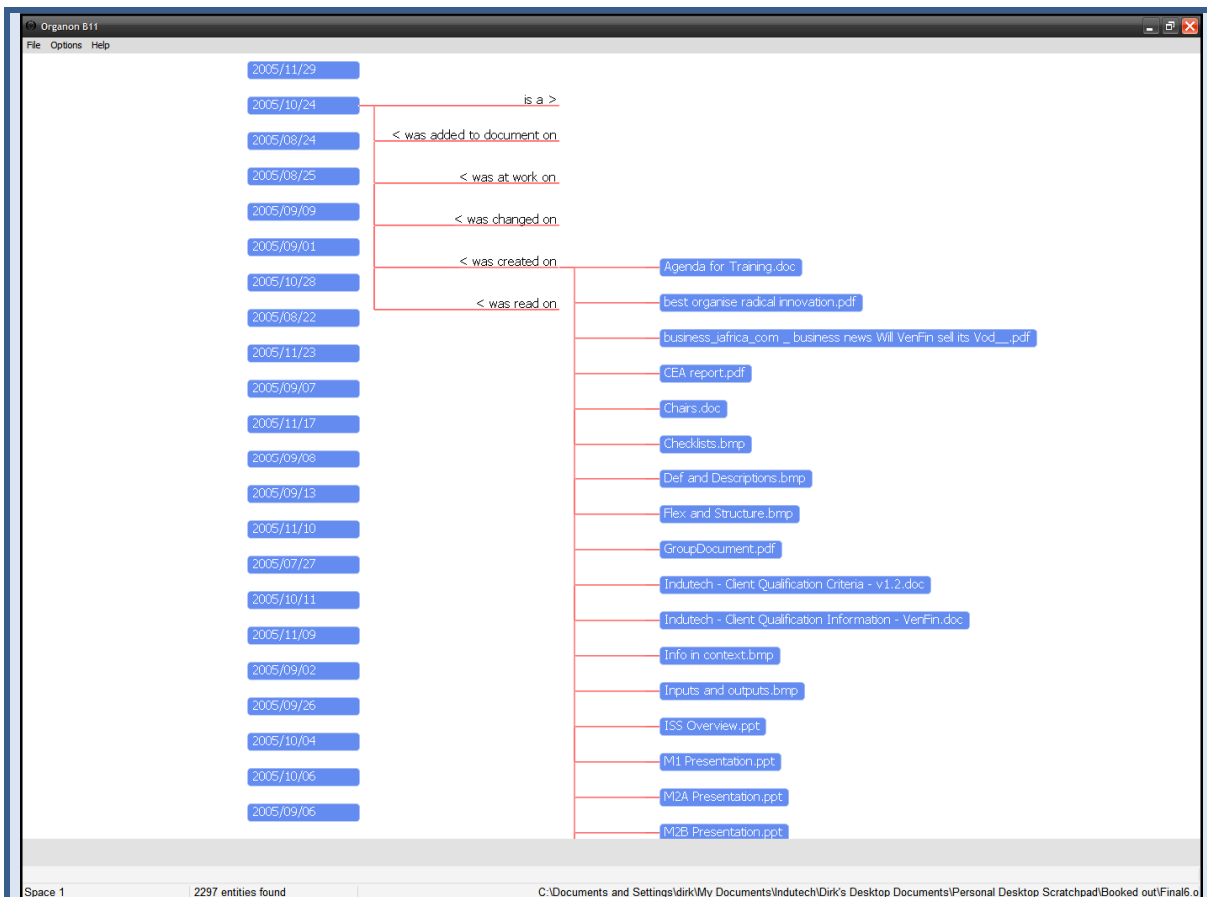 Organon B11
File Options Help
2005/11/29
2005/10/24
2005/08/24
2005/08/25
2005/09/09
2005/09/01
2005/10/28
2005/08/22
2005/11/23
2005/09/07
2005/11/17
2005/09/08
2005/09/13
2005/11/10
2005/07/27
2005/10/11
2005/11/09
2005/09/02
2005/09/26
2005/10/04
2005/10/06
2005/09/06
is a >
< was added to document on
< was at work on
< was changed on
< was created on
< was read on
Agenda for Training.doc
best organise radical innovation.pdf
business_iafrica_com _ business news Will VenFin sell its Vod__.pdf
CEA report.pdf
Chairs.doc
Checklists.bmp
Def and Descriptions.bmp
Flex and Structure.bmp
GroupDocument.pdf
Indutech - Client Qualification Criteria - v1.2.doc
Indutech - Client Qualification Information - VenFin.doc
Info in context.bmp
Inputs and outputs.bmp
ISS Overview.ppt
M1 Presentation.ppt
M2A Presentation.ppt
M2B Presentation.ppt
Space 1 2297 entities found C:\Documents and Settings\dirk\My Documents\Indutech\Dirk's Desktop Documents\Personal Desktop Scratchpad\Booked out\Final6.o